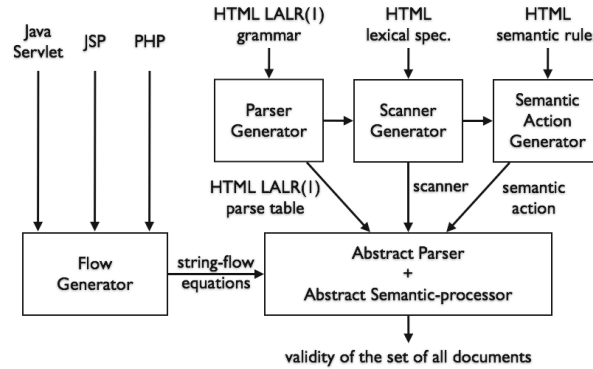 Java
Servlet
JSP
PHP
HTML LALR(1)
grammar
HTML
lexical spec.
HTML
semantic rule
Parser
Generator
Scanner
Generator
Semantic
Action
Generator
HTML LALR(1)
parse table
scanner
semantic
action
Flow
Generator
string-flow
equations
Abstract Parser
+
Abstract Semantic-processor
validity of the set of all documents